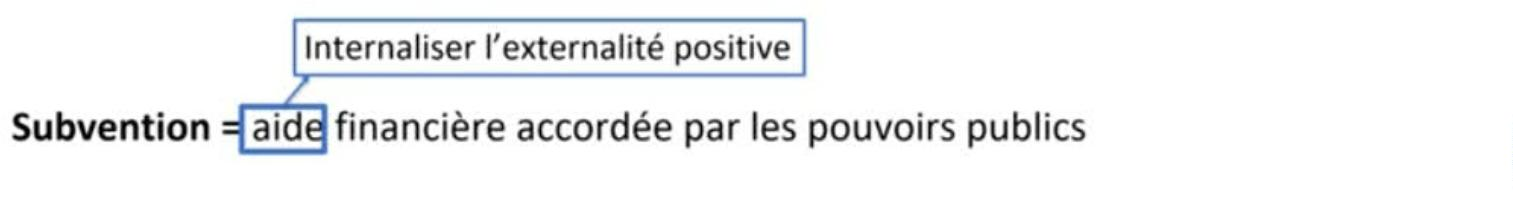 Internaliser l'externalité positive
Subvention = aide financière accordée par les pouvoirs publics